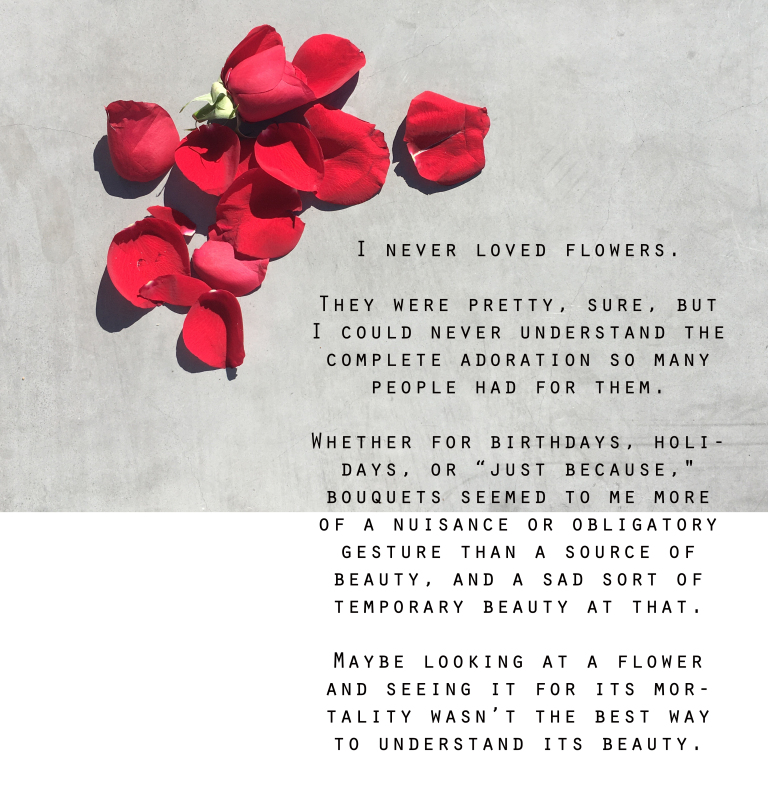 I never loved flowers.
They were pretty, sure, but
I could never understand the
complete adoration so many
people had for them.
Whether for birthdays, holi-
days, or “just because,"
bouquets seemed to me more
of a nuisance or obligatory
gesture than a source of
beauty, and a sad sort of
temporary beauty at that.
Maybe looking at a flower
and seeing it for its mor-
tality wasn’t the best way
to understand its beauty.